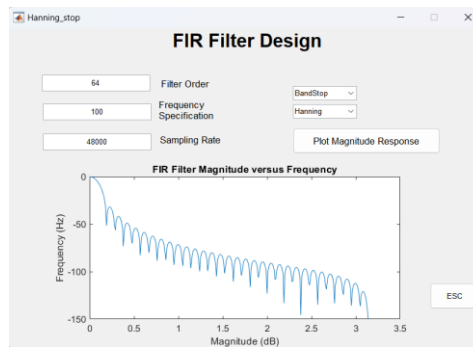 Hanning_stop
FIR Filter Design
64 Filter Order
BandStop
100 Frequency
Specification
Hanning
48000 Sampling Rate
Plot Magnitude Response
FIR Filter Magnitude versus Frequency
0
-50
-100
-150
Frequency (Hz)
0 0.5 1 1.5 2 2.5 3 3.5
Magnitude (dB)
ESC